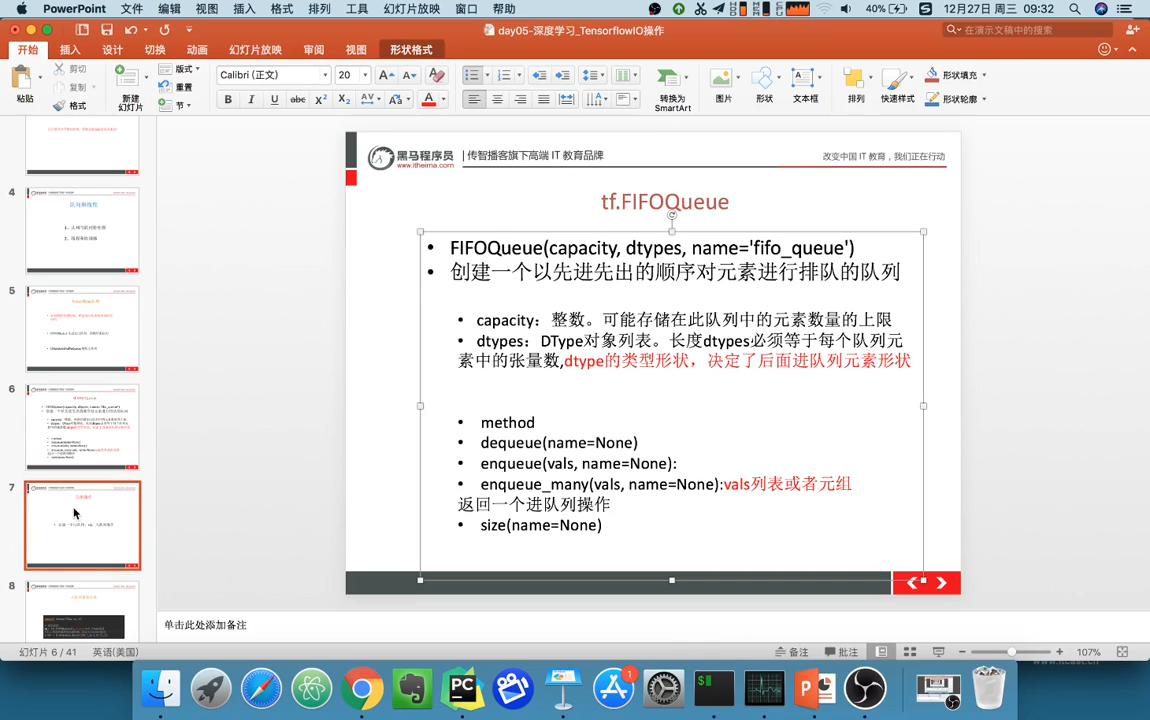 PowerPoint 文件 编辑 视图 插入 格式 排列 工具 幻灯片放映 窗口 帮助 40% 12月27日 周三 09:32
day05-深度学习_TensorflowIO操作 在演示文稿中搜索
开始 插入 设计 切换 动画 幻灯片放映 审阅 视图 形状格式
粘贴 剪切 复制 格式 新建 幻灯片 版式 重置 节 Calibri (正文) 20 转换为 SmartArt 图片 形状 文本框 排列 快速样式 形状填充 形状轮廓
4
5
6
7
8
黑马程序员 | 传智播客旗下高端 IT 教育品牌
www.itheima.com
改变中国 IT 教育，我们正在行动
tf.FIFOQueue
• FIFOQueue(capacity, dtypes, name='fifo_queue')
• 创建一个以先进先出的顺序对元素进行排队的队列
• capacity：整数。可能存储在此队列中的元素数量的上限
• dtypes：DType对象列表。长度dtypes必须等于每个队列元
素中的张量数,dtype的类型形状，决定了后面进队列元素形状
• method
• dequeue(name=None)
• enqueue(vals, name=None):
• enqueue_many(vals, name=None):vals列表或者元组
返回一个进队列操作
• size(name=None)
单击此处添加备注
幻灯片 6 / 41 英语(美国) 备注 批注 107%